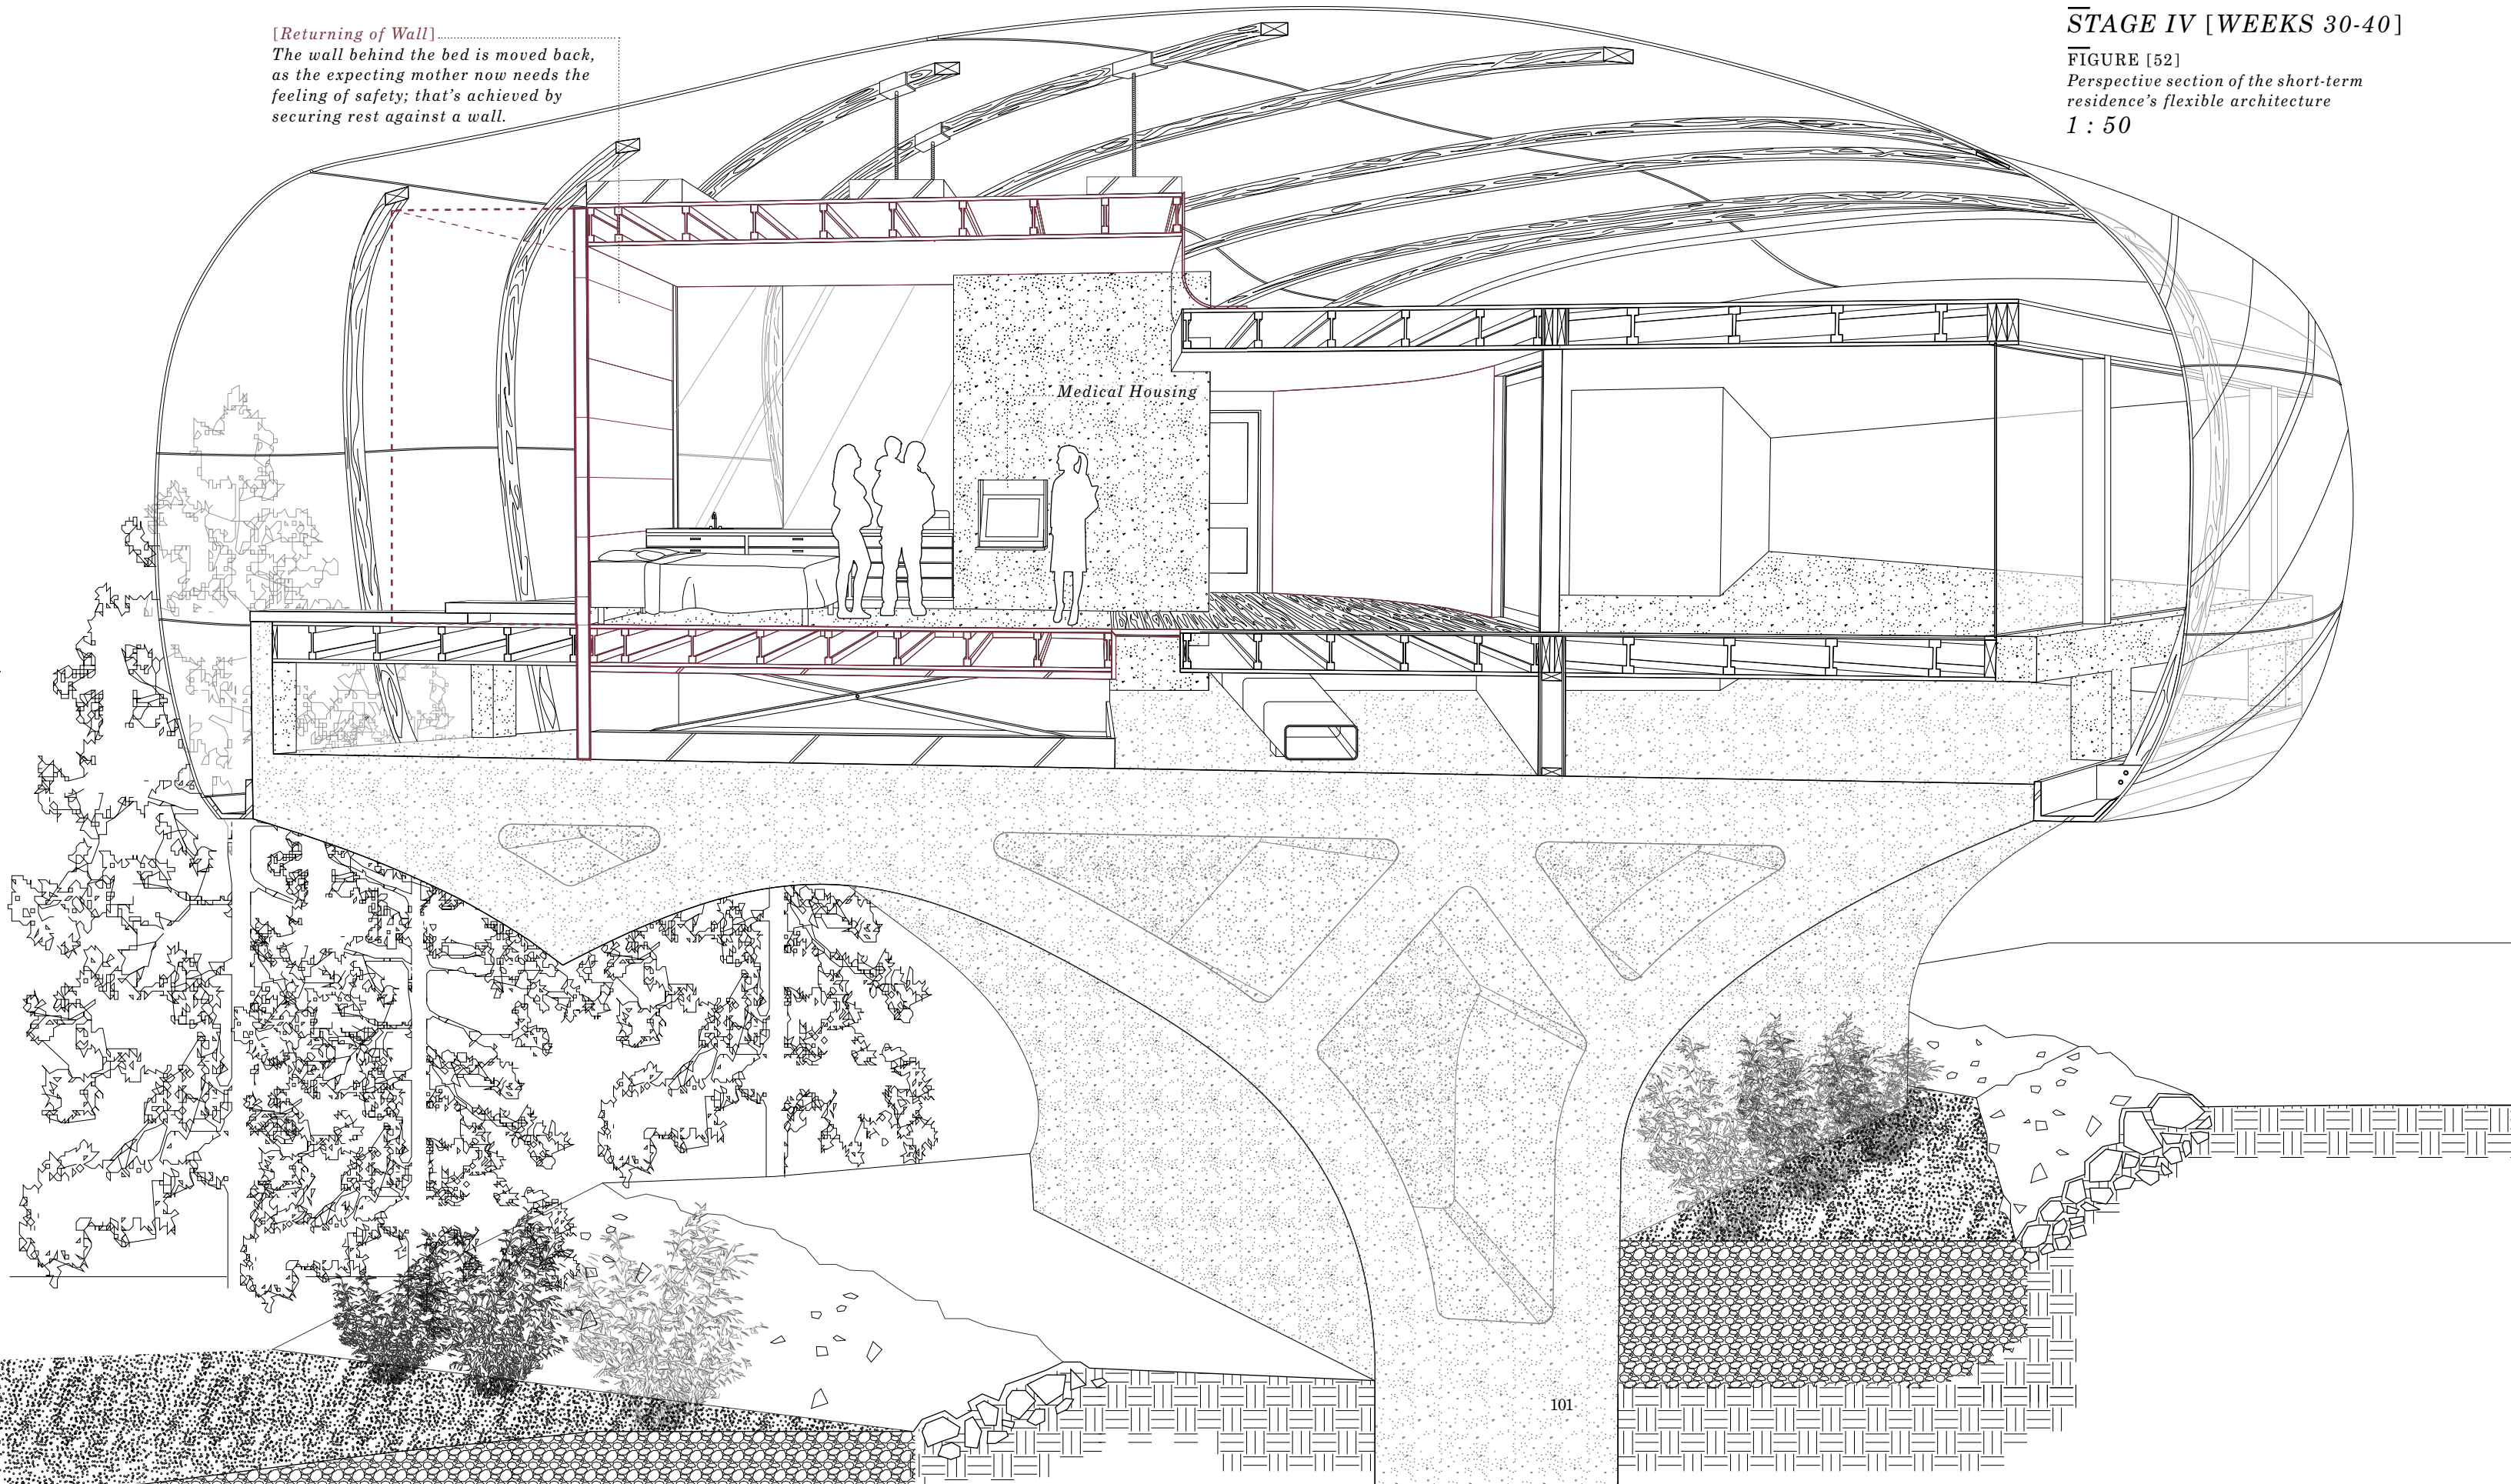 [Returning of Wall]
The wall behind the bed is moved back,
as the expecting mother now needs the
feeling of safety; that's achieved by
securing rest against a wall.
STAGE IV [WEEKS 30-40]
FIGURE [52]
Perspective section of the short-term
residence's flexible architecture
1 : 50
Medical Housing
101